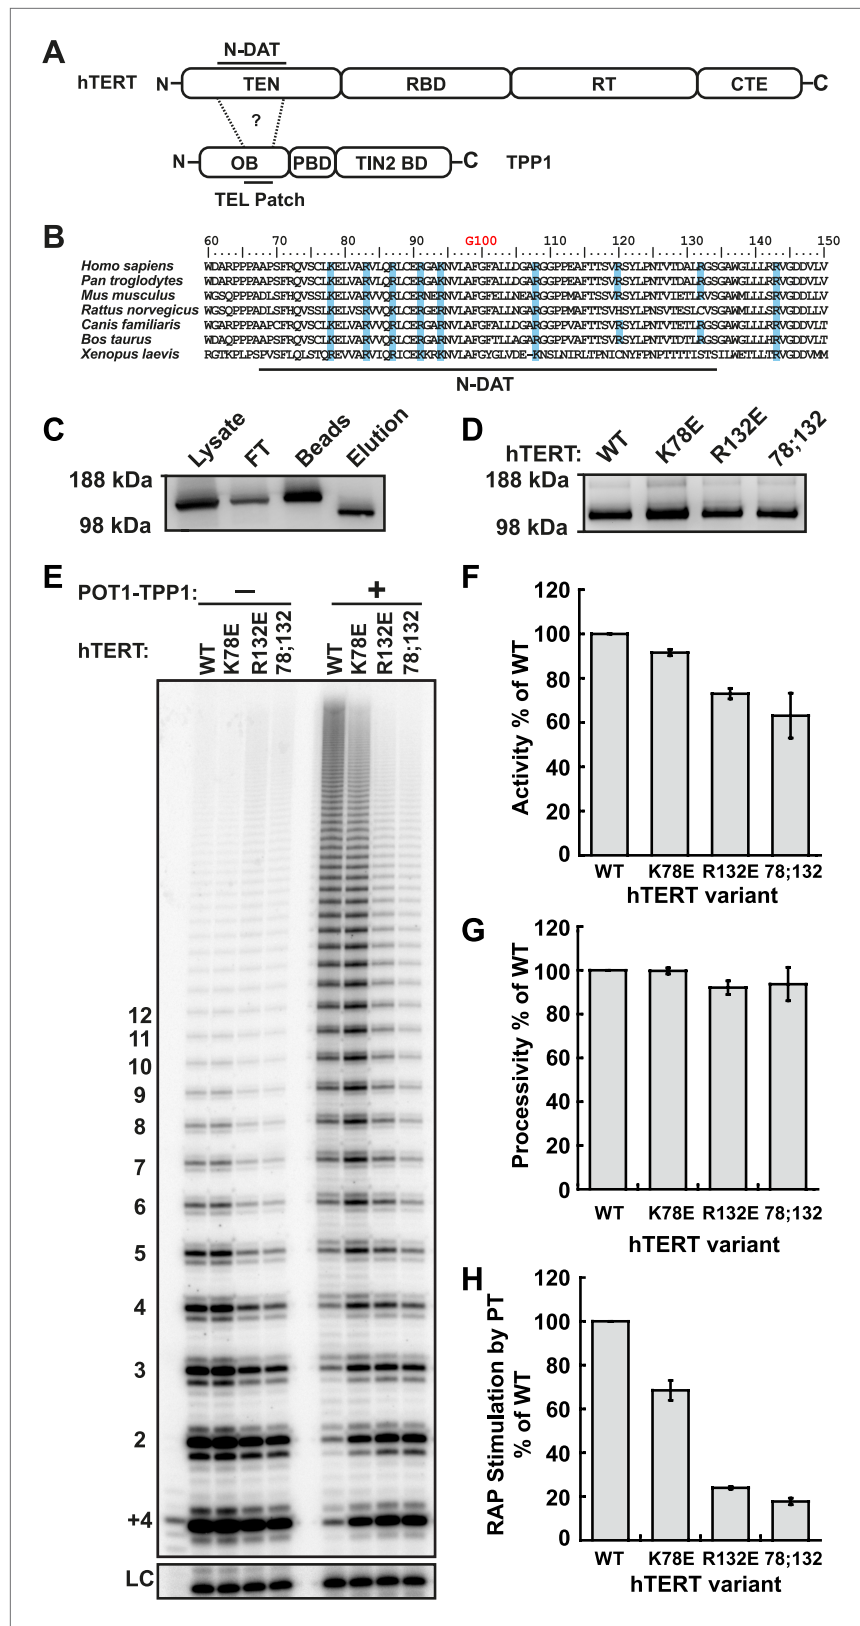 A
N-DAT
hTERT N TEN RBD RT CTE C
?
N OB PBD TIN2 BD C TPP1
TEL Patch
B
60 70 80 90 G100 110 120 130 140 150
Homo sapiens
Pan troglodytes
Mus musculus
Rattus norvegicus
Canis familiaris
Bos taurus
Xenopus laevis
N-DAT
C
Lysate FT Beads Elution
188 kDa
98 kDa
D
hTERT: WT K78E R132E 78;132
188 kDa
98 kDa
E
POT1-TPP1: – +
hTERT: WT K78E R132E 78;132 WT K78E R132E 78;132
12
11
10
9
8
7
6
5
4
3
2
+4
LC
F
Activity % of WT
120
100
80
60
40
20
0
WT K78E R132E 78;132
hTERT variant
G
Processivity % of WT
120
100
80
60
40
20
0
WT K78E R132E 78;132
hTERT variant
H
RAP Stimulation by PT
% of WT
120
100
80
60
40
20
0
WT K78E R132E 78;132
hTERT variant